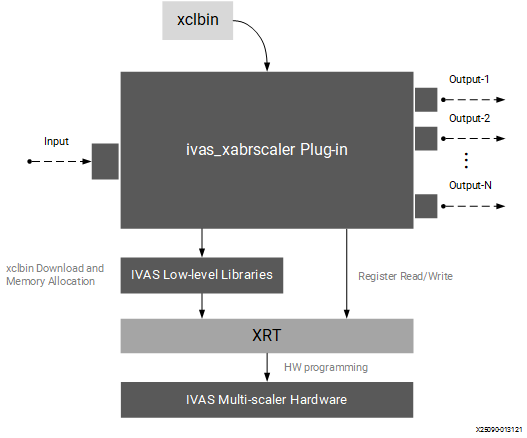 xclbin
Output-1
Output-2
Input
ivas_xabrscaler Plug-in
Output-N
xclbin Download and
Memory Allocation
IVAS Low-level Libraries
Register Read/Write
XRT
HW programming
IVAS Multi-scaler Hardware
X25090-013121